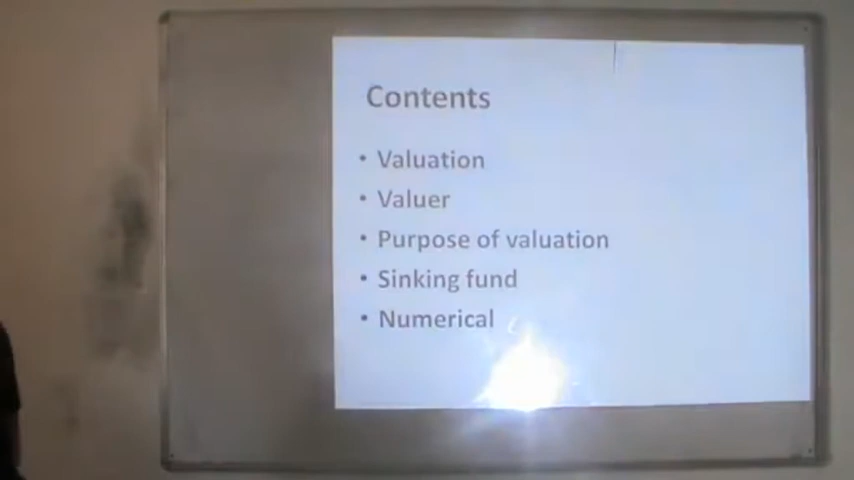 Contents
• Valuation
• Valuer
• Purpose of valuation
• Sinking fund
• Numerical